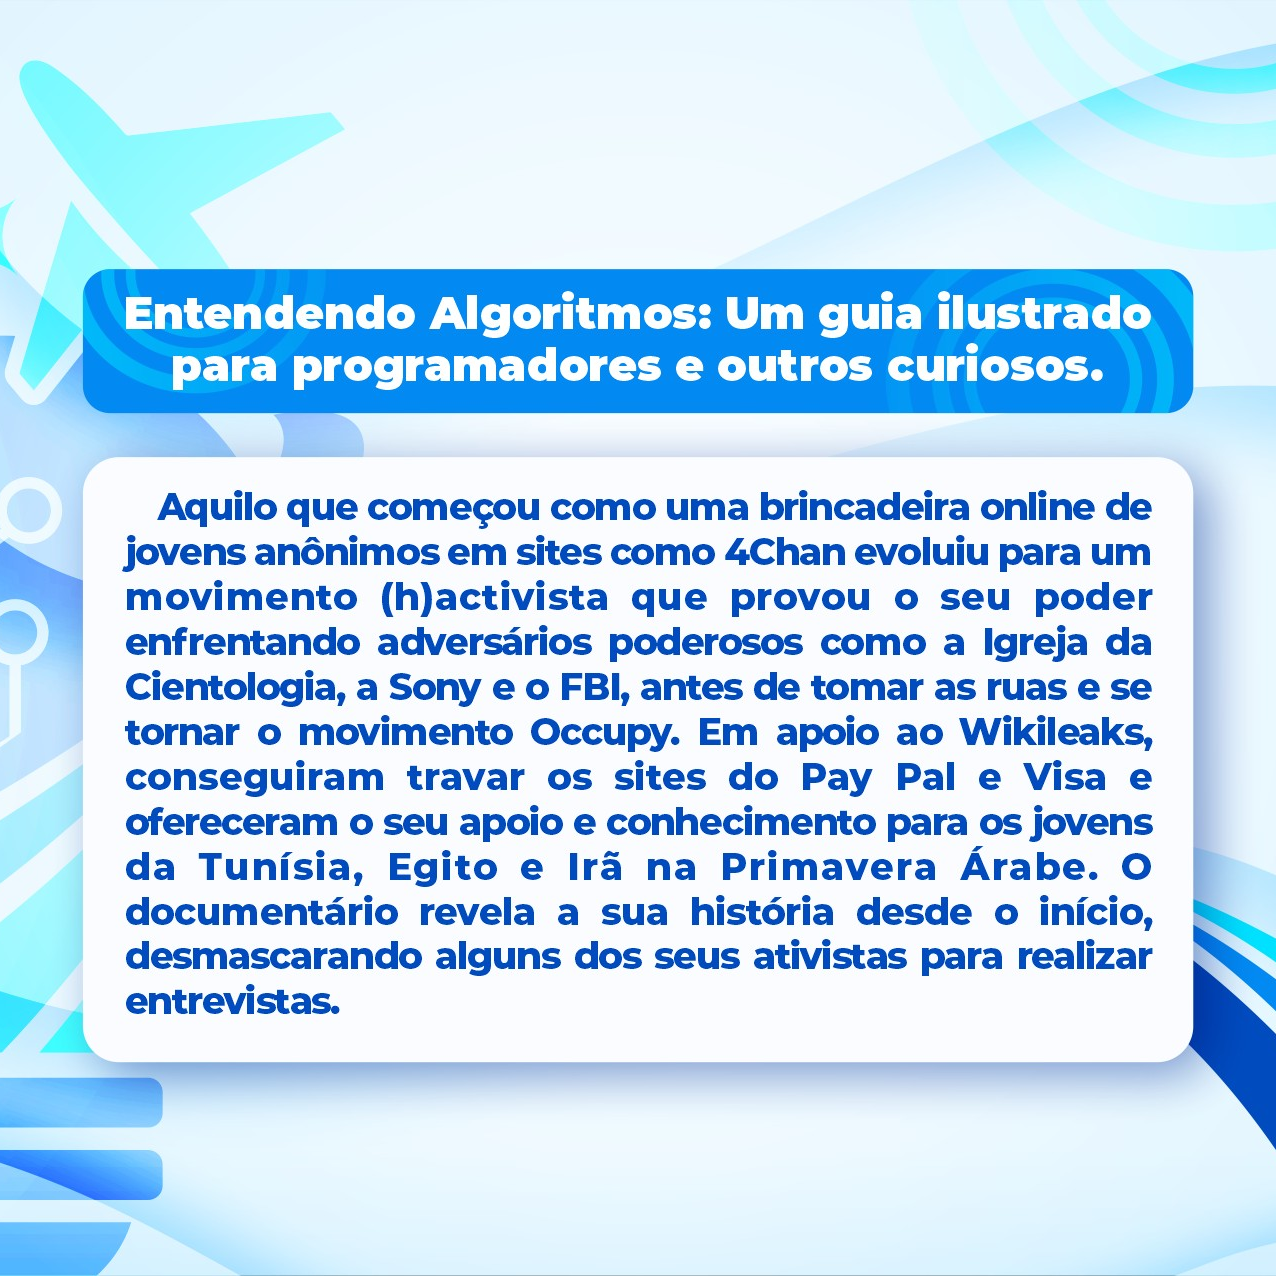 Entendendo Algoritmos: Um guia ilustrado
para programadores e outros curiosos.
Aquilo que começou como uma brincadeira online de
jovens anônimos em sites como 4Chan evoluiu para um
movimento (h)activista que provou o seu poder
enfrentando adversários poderosos como a Igreja da
Cientologia, a Sony e o FBI, antes de tomar as ruas e se
tornar o movimento Occupy. Em apoio ao Wikileaks,
conseguiram travar os sites do Pay Pal e Visa e
ofereceram o seu apoio e conhecimento para os jovens
da Tunísia, Egito e Irã na Primavera Árabe. O
documentário revela a sua história desde o início,
desmascarando alguns dos seus ativistas para realizar
entrevistas.